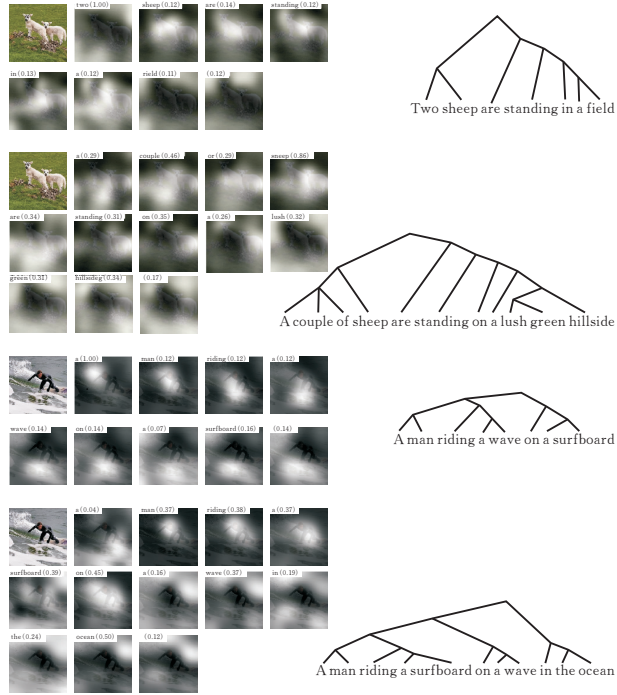 two (1.00) sheep (0.12) are (0.14) standing (0.12)
in (0.13) a (0.12) field (0.11) (0.12)
Two sheep are standing in a field
a (0.29) couple (0.46) of (0.29) sheep (0.86)
are (0.34) standing (0.31) on (0.35) a (0.26) lush (0.32)
green (0.31) hillsideg (0.34) (0.17)
A couple of sheep are standing on a lush green hillside
a (1.00) man (0.12) riding (0.12) a (0.12)
wave (0.14) on (0.14) a (0.07) surfboard (0.16) (0.14)
A man riding a wave on a surfboard
a (0.04) man (0.37) riding (0.38) a (0.37)
surfboard (0.39) on (0.45) a (0.16) wave (0.37) in (0.19)
the (0.24) ocean (0.50) (0.12)
A man riding a surfboard on a wave in the ocean